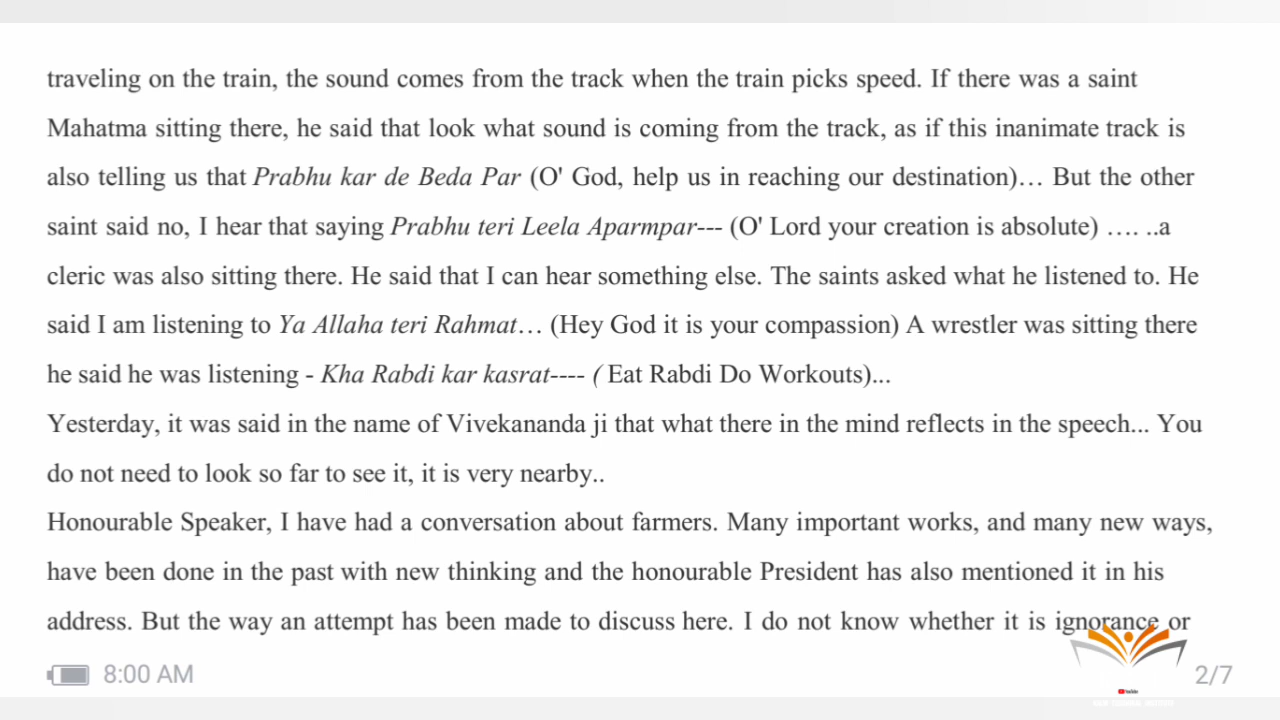 traveling on the train, the sound comes from the track when the train picks speed. If there was a saint
Mahatma sitting there, he said that look what sound is coming from the track, as if this inanimate track is
also telling us that Prabhu kar de Beda Par (O' God, help us in reaching our destination)… But the other
saint said no, I hear that saying Prabhu teri Leela Aparmpar--- (O' Lord your creation is absolute) …. ..a
cleric was also sitting there. He said that I can hear something else. The saints asked what he listened to. He
said I am listening to Ya Allaha teri Rahmat… (Hey God it is your compassion) A wrestler was sitting there
he said he was listening - Kha Rabdi kar kasrat---- ( Eat Rabdi Do Workouts)...
Yesterday, it was said in the name of Vivekananda ji that what there in the mind reflects in the speech... You
do not need to look so far to see it, it is very nearby..
Honourable Speaker, I have had a conversation about farmers. Many important works, and many new ways,
have been done in the past with new thinking and the honourable President has also mentioned it in his
address. But the way an attempt has been made to discuss here. I do not know whether it is ignorance or
8:00 AM
2/7